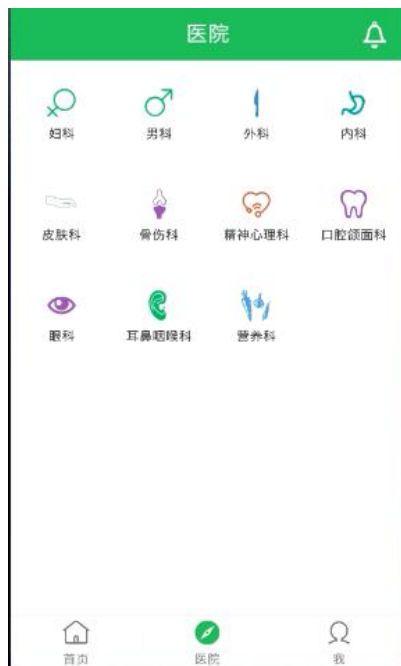 医院
妇科 男科 外科 内科
皮肤科 骨伤科 精神心理科 口腔颌面科
眼科 耳鼻咽喉科 营养科
首页 医院 我